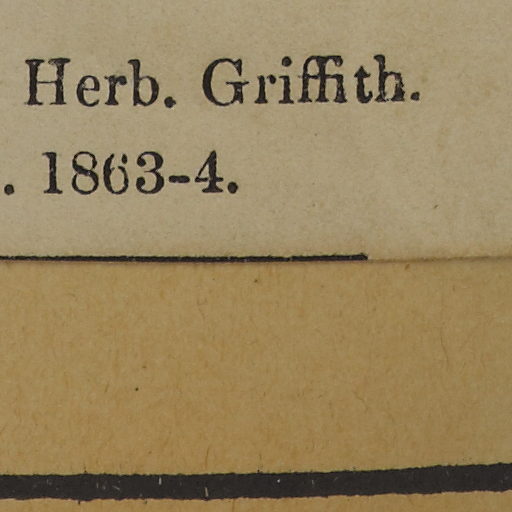 Herb. Griffith.
. 1863-4.